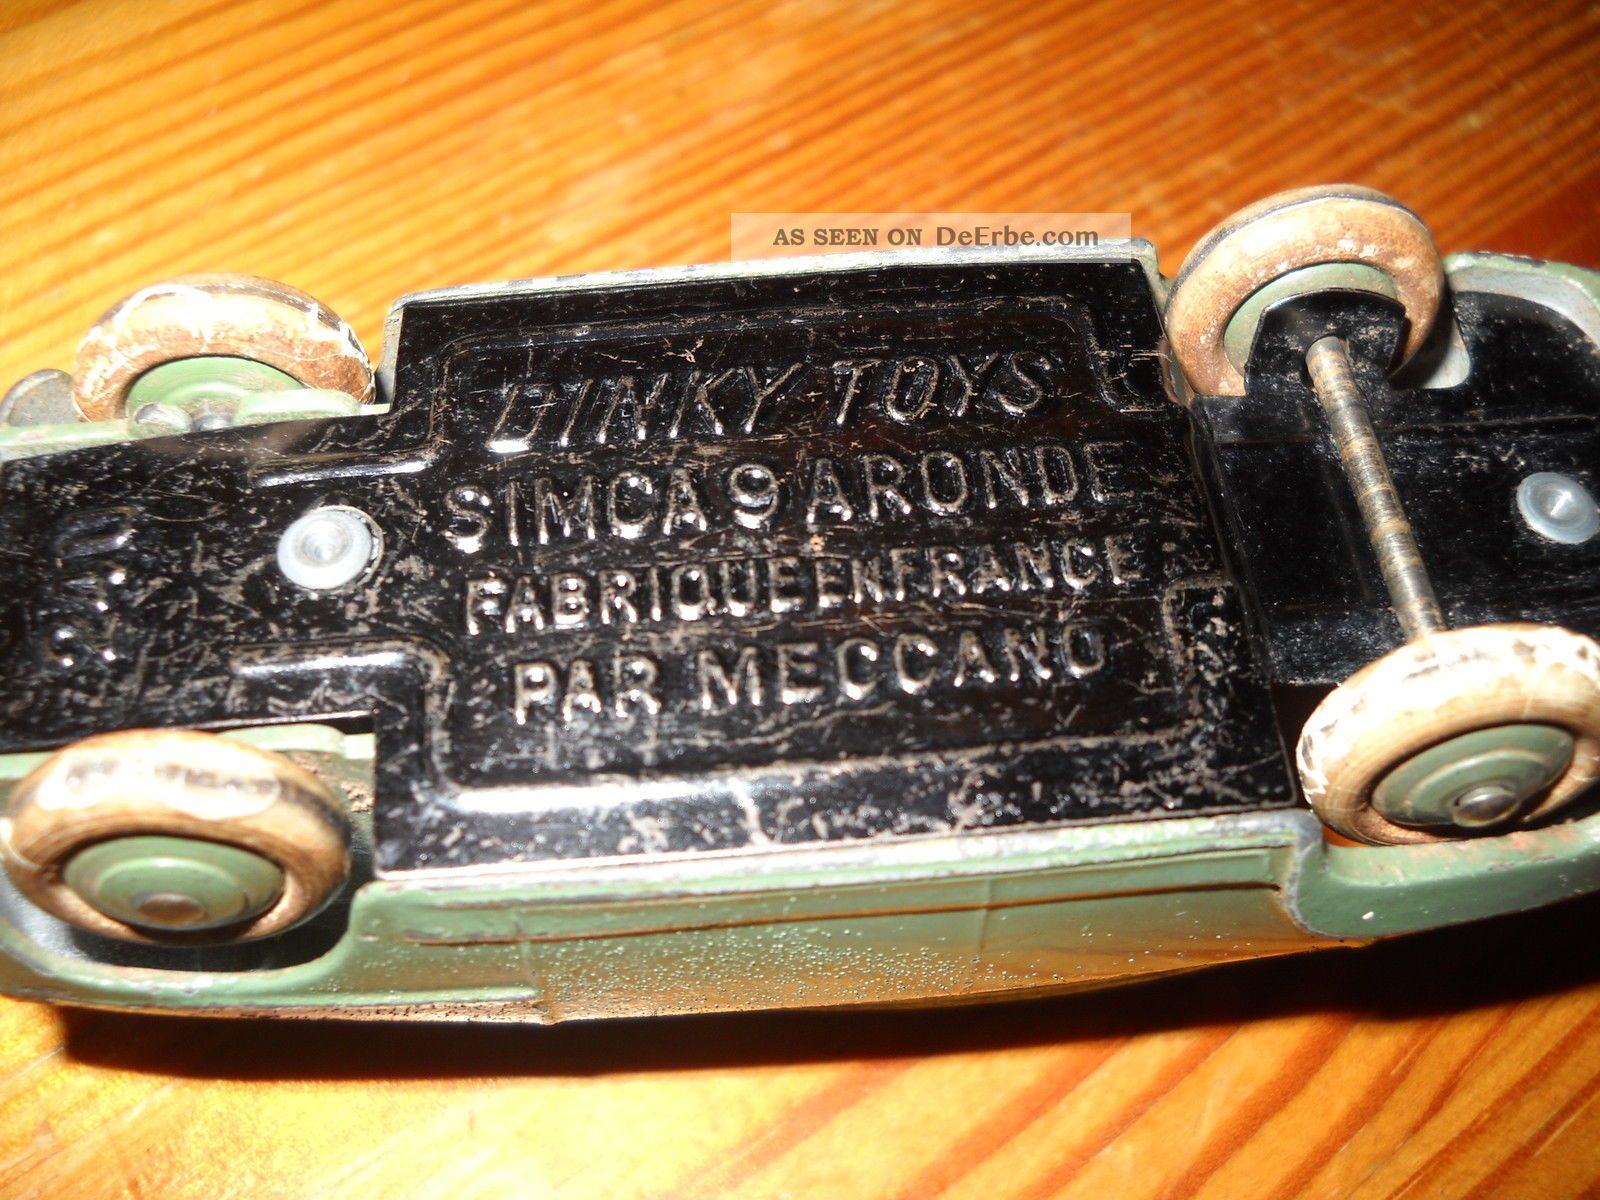 AS SEEN ON DeErbe.com
DINKY TOYS
SIMCA 9 ARONDE
FABRIQUE EN FRANCE
PAR MECCANO